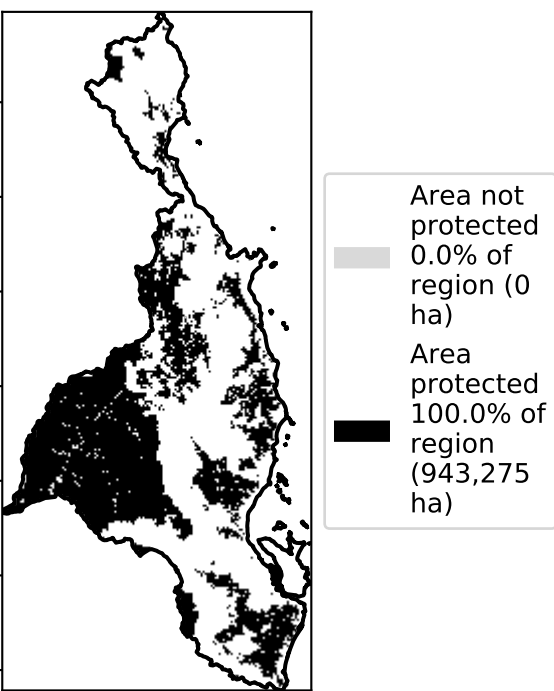 Area not
protected
0.0% of
region (0
ha)
Area
protected
100.0% of
region
(943,275
ha)